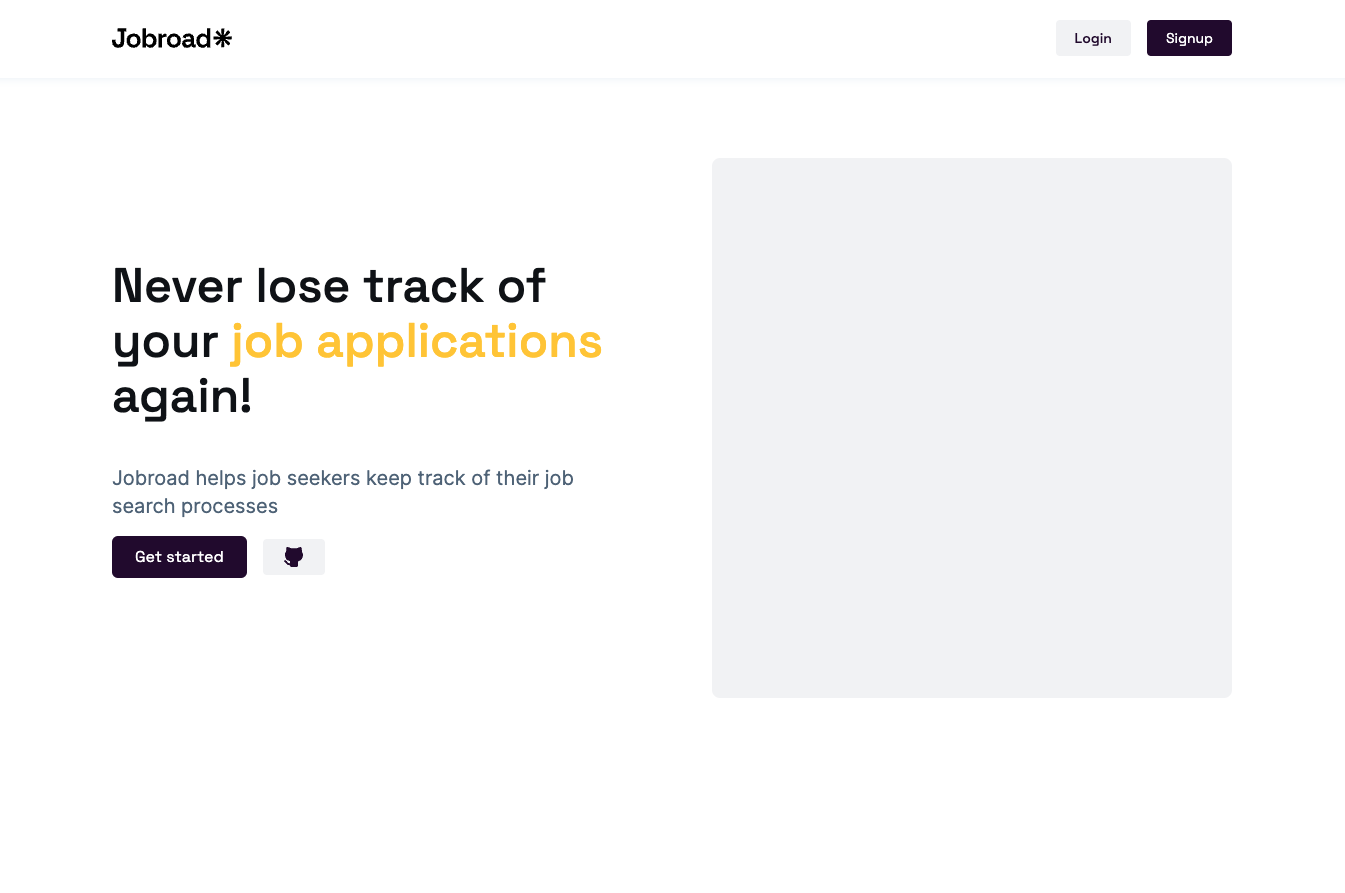 Jobroad
Login
Signup
Never lose track of
your job applications
again!
Jobroad helps job seekers keep track of their job
search processes
Get started